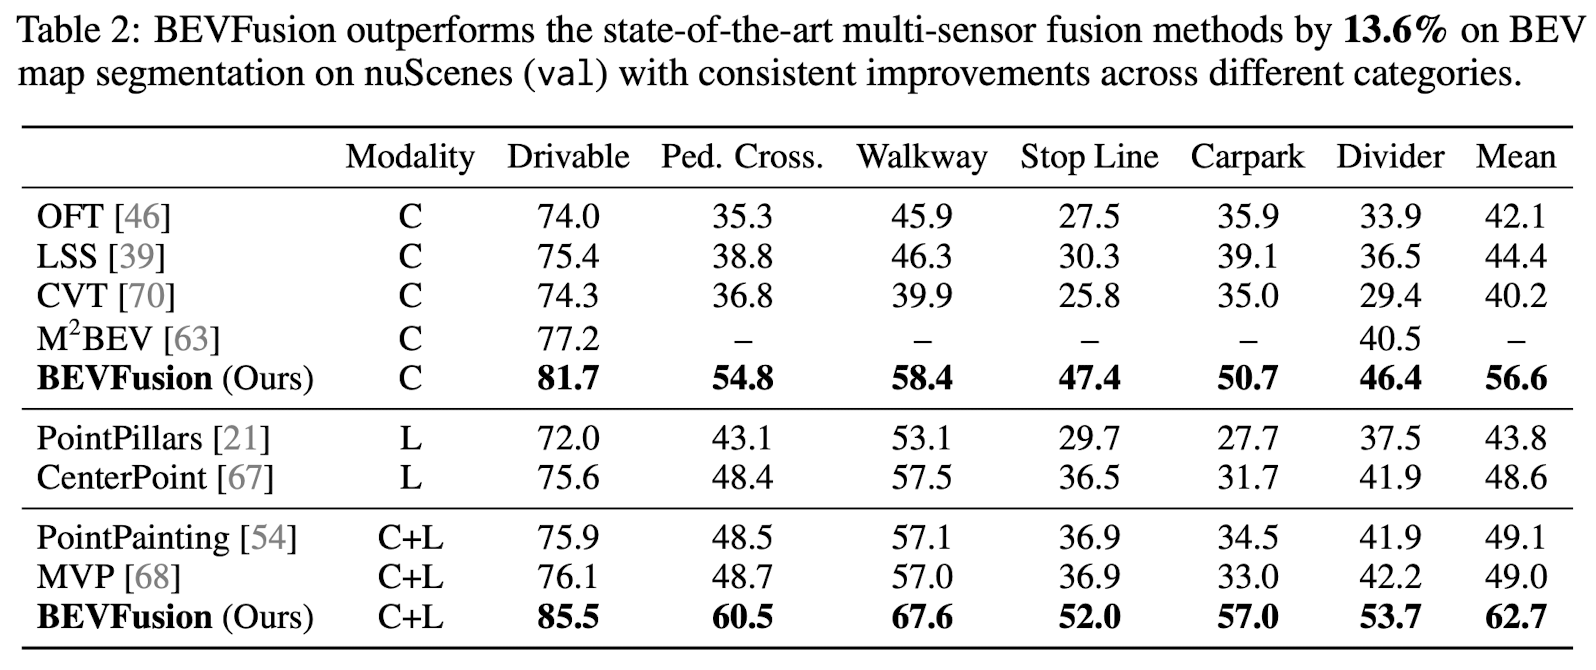 Table 2: BEVFusion outperforms the state-of-the-art multi-sensor fusion methods by 13.6% on BEV
map segmentation on nuScenes (val) with consistent improvements across different categories.
Modality Drivable Ped. Cross. Walkway Stop Line Carpark Divider Mean
OFT [46] C 74.0 35.3 45.9 27.5 35.9 33.9 42.1
LSS [39] C 75.4 38.8 46.3 30.3 39.1 36.5 44.4
CVT [70] C 74.3 36.8 39.9 25.8 35.0 29.4 40.2
M²BEV [63] C 77.2 – – – – 40.5 –
BEVFusion (Ours) C 81.7 54.8 58.4 47.4 50.7 46.4 56.6
PointPillars [21] L 72.0 43.1 53.1 29.7 27.7 37.5 43.8
CenterPoint [67] L 75.6 48.4 57.5 36.5 31.7 41.9 48.6
PointPainting [54] C+L 75.9 48.5 57.1 36.9 34.5 41.9 49.1
MVP [68] C+L 76.1 48.7 57.0 36.9 33.0 42.2 49.0
BEVFusion (Ours) C+L 85.5 60.5 67.6 52.0 57.0 53.7 62.7